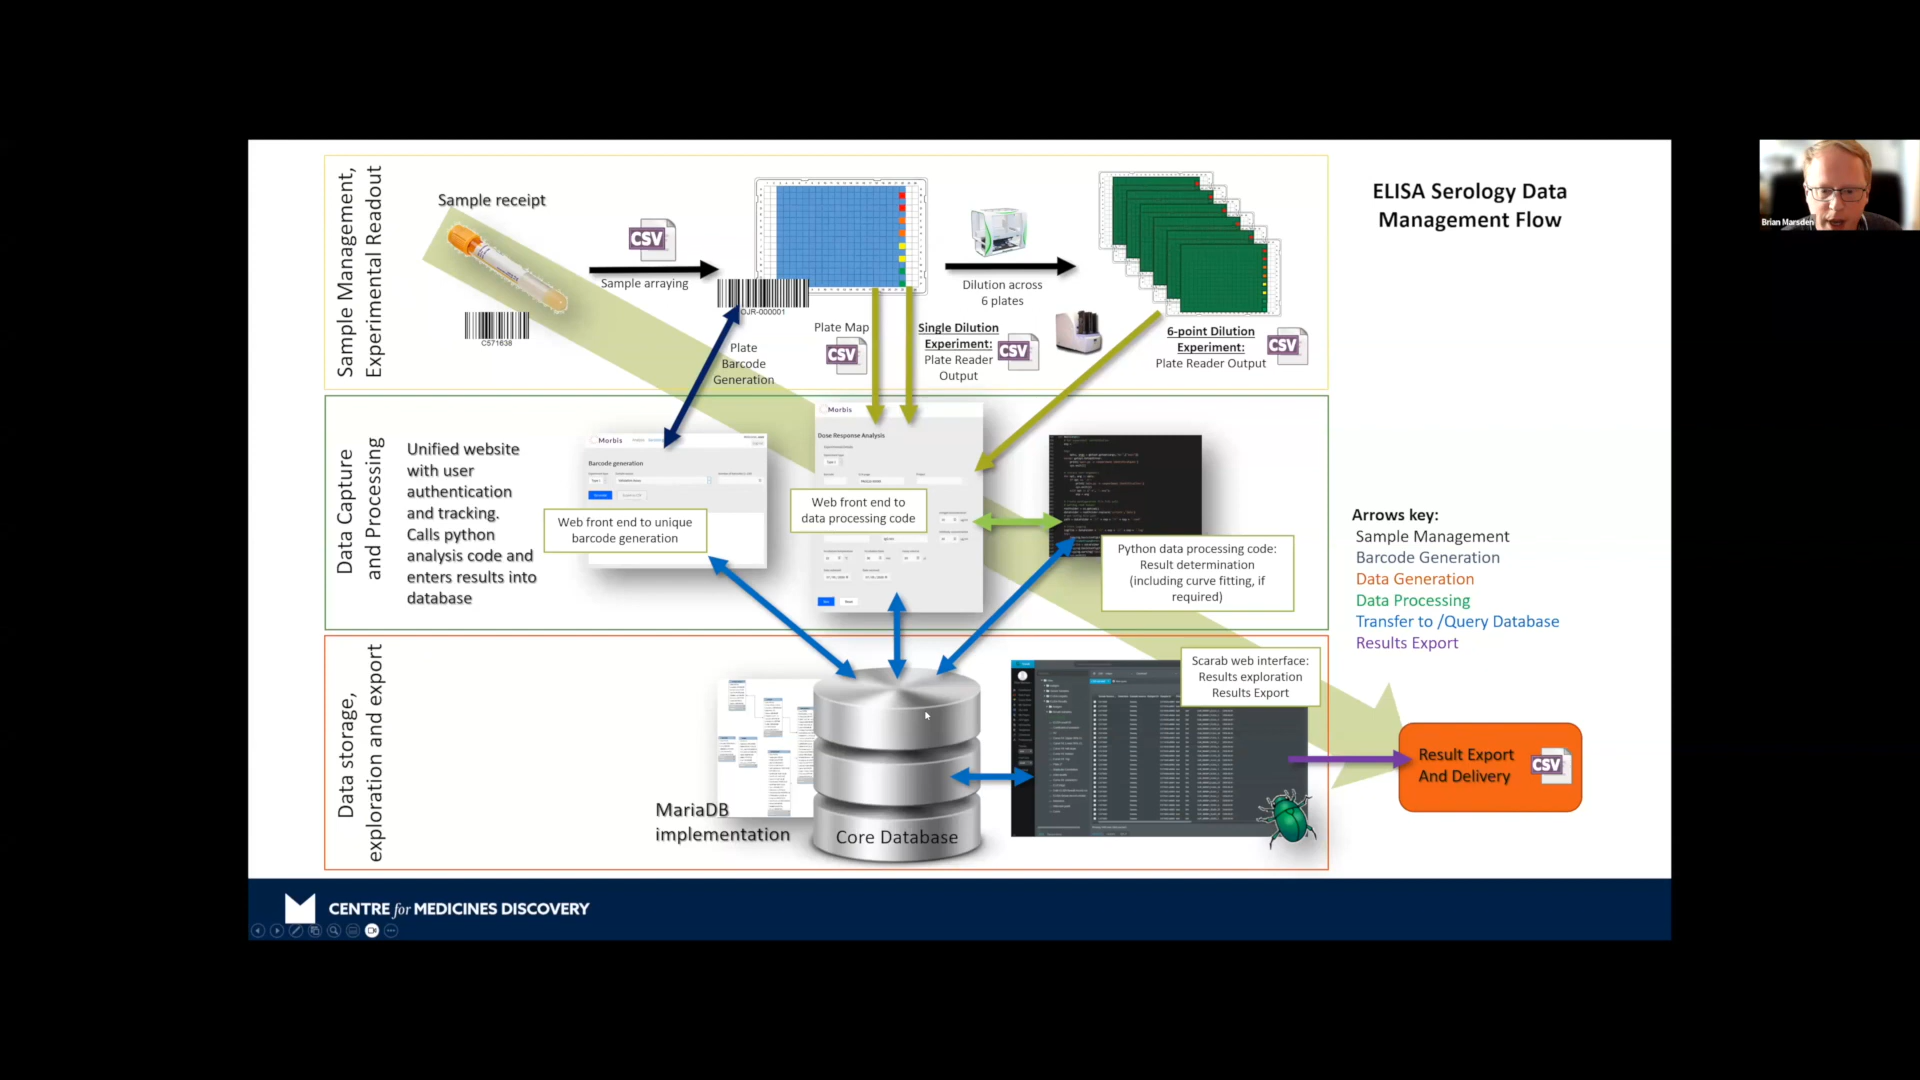 ELISA Serology Data
Management Flow
Brian Marsden
Sample Management,
Experimental Readout
Sample receipt
C571638
CSV
Sample arraying
OJR-000001
Plate
Barcode
Generation
Plate Map
CSV
Dilution across
6 plates
Single Dilution
Experiment:
Plate Reader
Output
CSV
6-point Dilution
Experiment:
Plate Reader Output
CSV
Data Capture
and Processing
Unified website
with user
authentication
and tracking.
Calls python
analysis code and
enters results into
database
Morbis
Barcode generation
Web front end to unique
barcode generation
Morbis
Dose Response Analysis
Web front end to
data processing code
Python data processing code:
Result determination
(including curve fitting, if
required)
Arrows key:
Sample Management
Barcode Generation
Data Generation
Data Processing
Transfer to /Query Database
Results Export
Data storage,
exploration and export
MariaDB
implementation
Core Database
Scarab web interface:
Results exploration
Results Export
Result Export
And Delivery
CSV
CENTRE for MEDICINES DISCOVERY